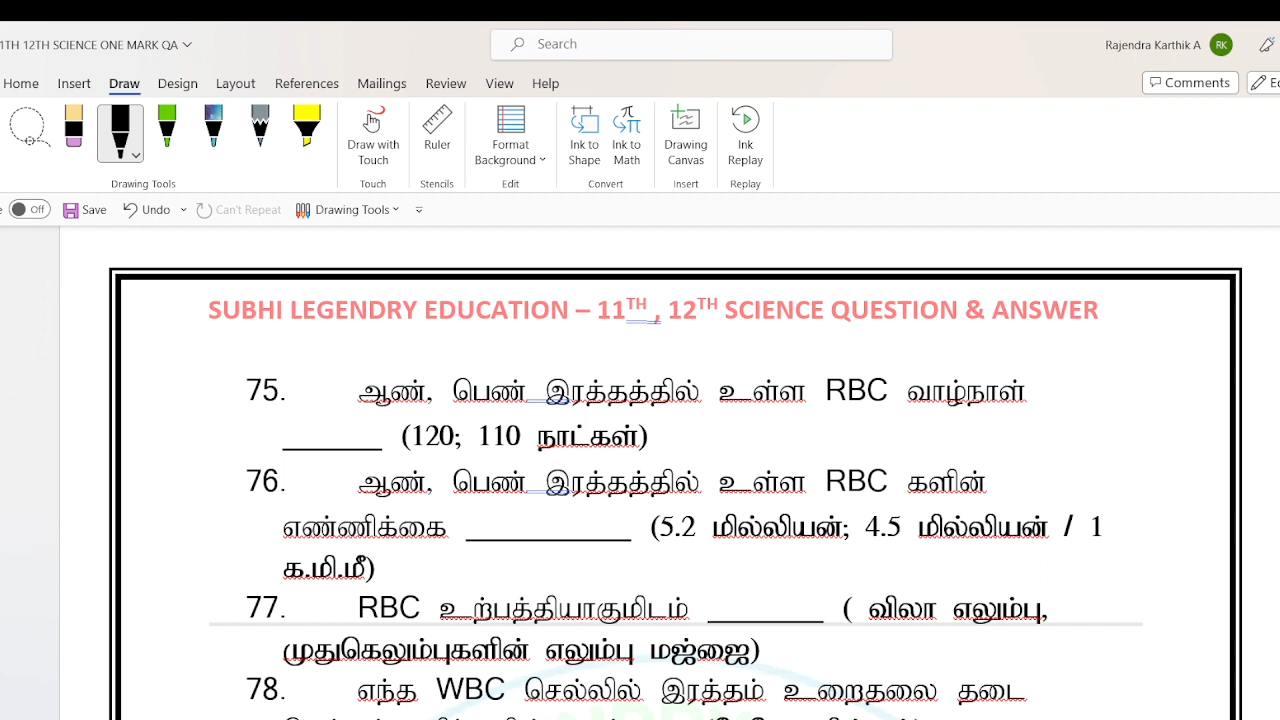 1TH 12TH SCIENCE ONE MARK QA
Search
Rajendra Karthik A RK
Home Insert Draw Design Layout References Mailings Review View Help
Comments
Draw with Touch
Ruler
Format Background
Ink to Shape
Ink to Math
Drawing Canvas
Ink Replay
Drawing Tools Touch Stencils Edit Convert Insert Replay
Off Save Undo Can't Repeat Drawing Tools
SUBHI LEGENDRY EDUCATION – 11TH , 12TH SCIENCE QUESTION & ANSWER
75. ஆண், பெண் இரத்தத்தில் உள்ள RBC வாழ்நாள்
_______ (120; 110 நாட்கள்)
76. ஆண், பெண் இரத்தத்தில் உள்ள RBC களின்
எண்ணிக்கை ____________ (5.2 மில்லியன்; 4.5 மில்லியன் / 1
க.மி.மீ)
77. RBC உற்பத்தியாகுமிடம் ________ ( விலா எலும்பு,
முதுகெலும்புகளின் எலும்பு மஜ்ஜை)
78. எந்த WBC செல்லில் இரத்தம் உறைதலை தடை